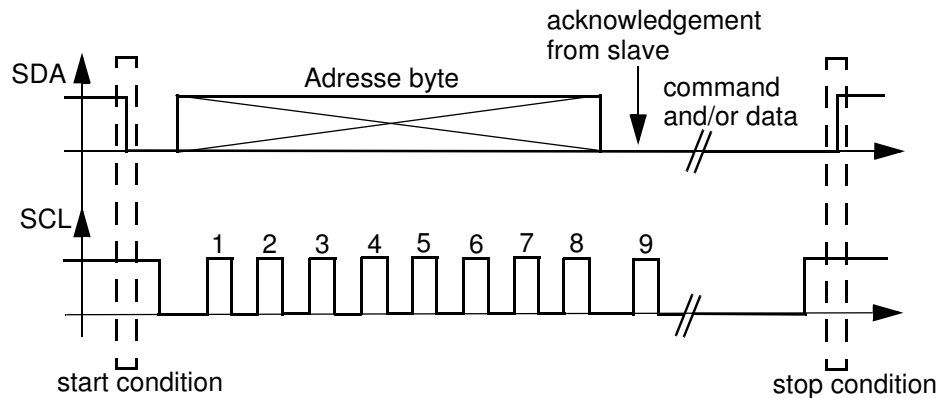 acknowledgement
from slave
SDA
Adresse byte
command
and/or data
SCL
1 2 3 4 5 6 7 8 9
start condition
stop condition